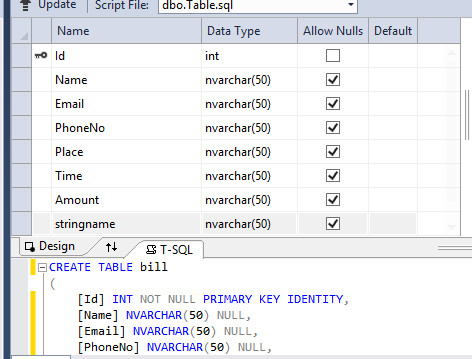 Update Script File: dbo.Table.sql
Name Data Type Allow Nulls Default
Id int
Name nvarchar(50)
Email nvarchar(50)
PhoneNo nvarchar(50)
Place nvarchar(50)
Time nvarchar(50)
Amount nvarchar(50)
stringname nvarchar(50)
Design T-SQL
CREATE TABLE bill
(
[Id] INT NOT NULL PRIMARY KEY IDENTITY,
[Name] NVARCHAR(50) NULL,
[Email] NVARCHAR(50) NULL,
[PhoneNo] NVARCHAR(50) NULL,